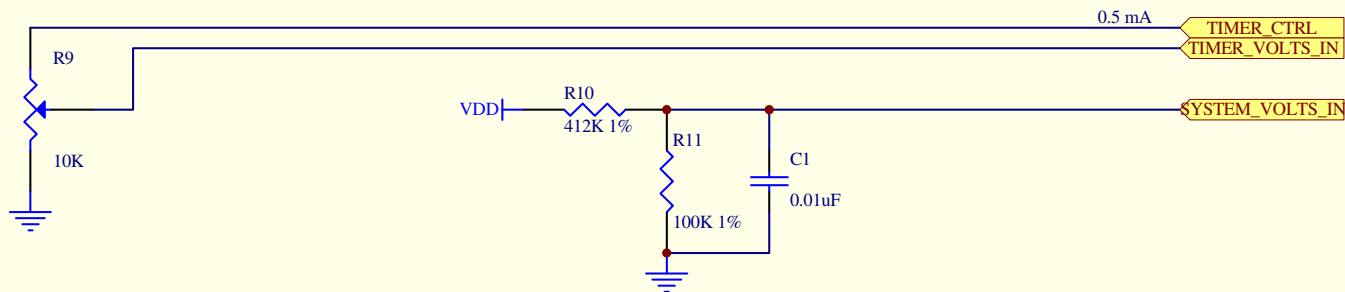 0.5 mA
TIMER_CTRL
R9
TIMER_VOLTS_IN
R10
VDD
SYSTEM_VOLTS_IN
412K 1%
R11
10K
C1
0.01uF
100K 1%